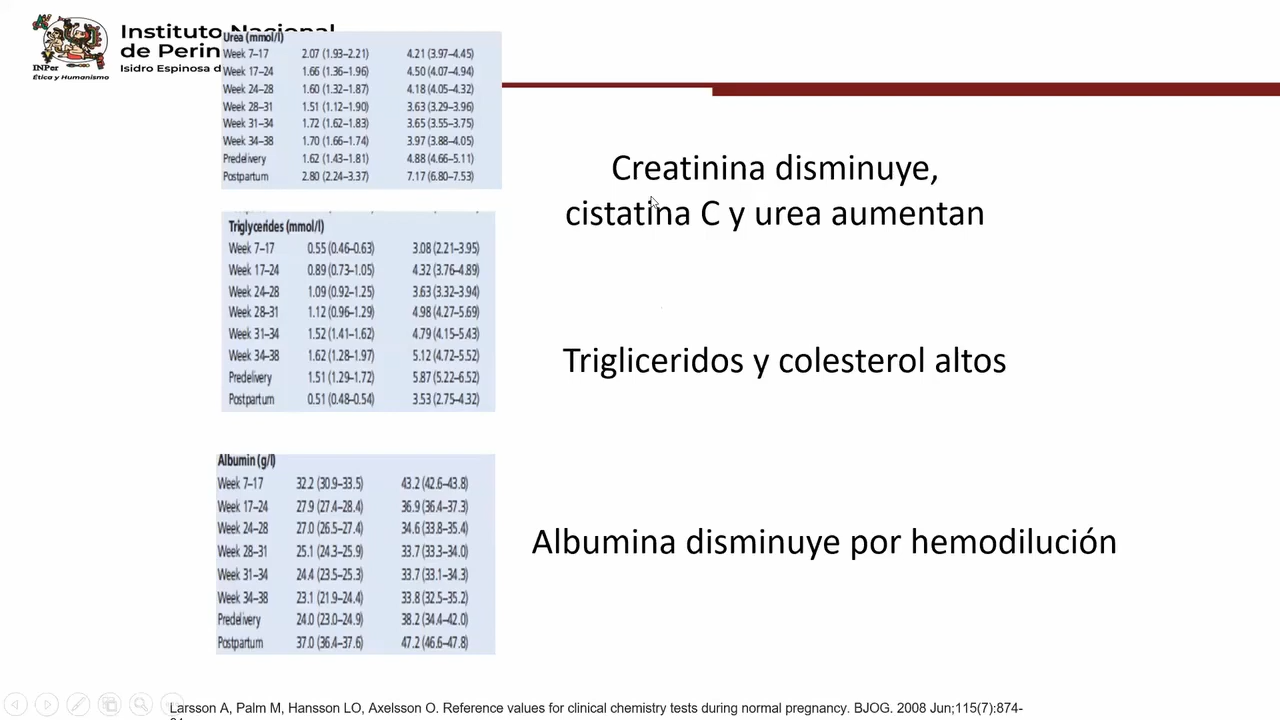 Instituto Nacional
de Perin
Isidro Espinosa d
INPer
Ética y Humanismo
Urea (mmol/l)
Week 7–17 2.07 (1.93–2.21) 4.21 (3.97–4.45)
Week 17–24 1.66 (1.36–1.96) 4.50 (4.07–4.94)
Week 24–28 1.60 (1.32–1.87) 4.18 (4.05–4.32)
Week 28–31 1.51 (1.12–1.90) 3.63 (3.29–3.96)
Week 31–34 1.72 (1.62–1.83) 3.65 (3.55–3.75)
Week 34–38 1.70 (1.66–1.74) 3.97 (3.88–4.05)
Predelivery 1.62 (1.43–1.81) 4.88 (4.66–5.11)
Postpartum 2.80 (2.24–3.37) 7.17 (6.80–7.53)
Creatinina disminuye,
cistatina C y urea aumentan
Triglycerides (mmol/l)
Week 7–17 0.55 (0.46–0.63) 3.08 (2.21–3.95)
Week 17–24 0.89 (0.73–1.05) 4.32 (3.76–4.89)
Week 24–28 1.09 (0.92–1.25) 3.63 (3.32–3.94)
Week 28–31 1.12 (0.96–1.29) 4.98 (4.27–5.69)
Week 31–34 1.52 (1.41–1.62) 4.79 (4.15–5.43)
Week 34–38 1.62 (1.28–1.97) 5.12 (4.72–5.52)
Predelivery 1.51 (1.29–1.72) 5.87 (5.22–6.52)
Postpartum 0.51 (0.48–0.54) 3.53 (2.75–4.32)
Trigliceridos y colesterol altos
Albumin (g/l)
Week 7–17 32.2 (30.9–33.5) 43.2 (42.6–43.8)
Week 17–24 27.9 (27.4–28.4) 36.9 (36.4–37.3)
Week 24–28 27.0 (26.5–27.4) 34.6 (33.8–35.4)
Week 28–31 25.1 (24.3–25.9) 33.7 (33.3–34.0)
Week 31–34 24.4 (23.5–25.3) 33.7 (33.1–34.3)
Week 34–38 23.1 (21.9–24.4) 33.8 (32.5–35.2)
Predelivery 24.0 (23.0–24.9) 38.2 (34.4–42.0)
Postpartum 37.0 (36.4–37.6) 47.2 (46.6–47.8)
Albumina disminuye por hemodilución
Larsson A, Palm M, Hansson LO, Axelsson O. Reference values for clinical chemistry tests during normal pregnancy. BJOG. 2008 Jun;115(7):874-